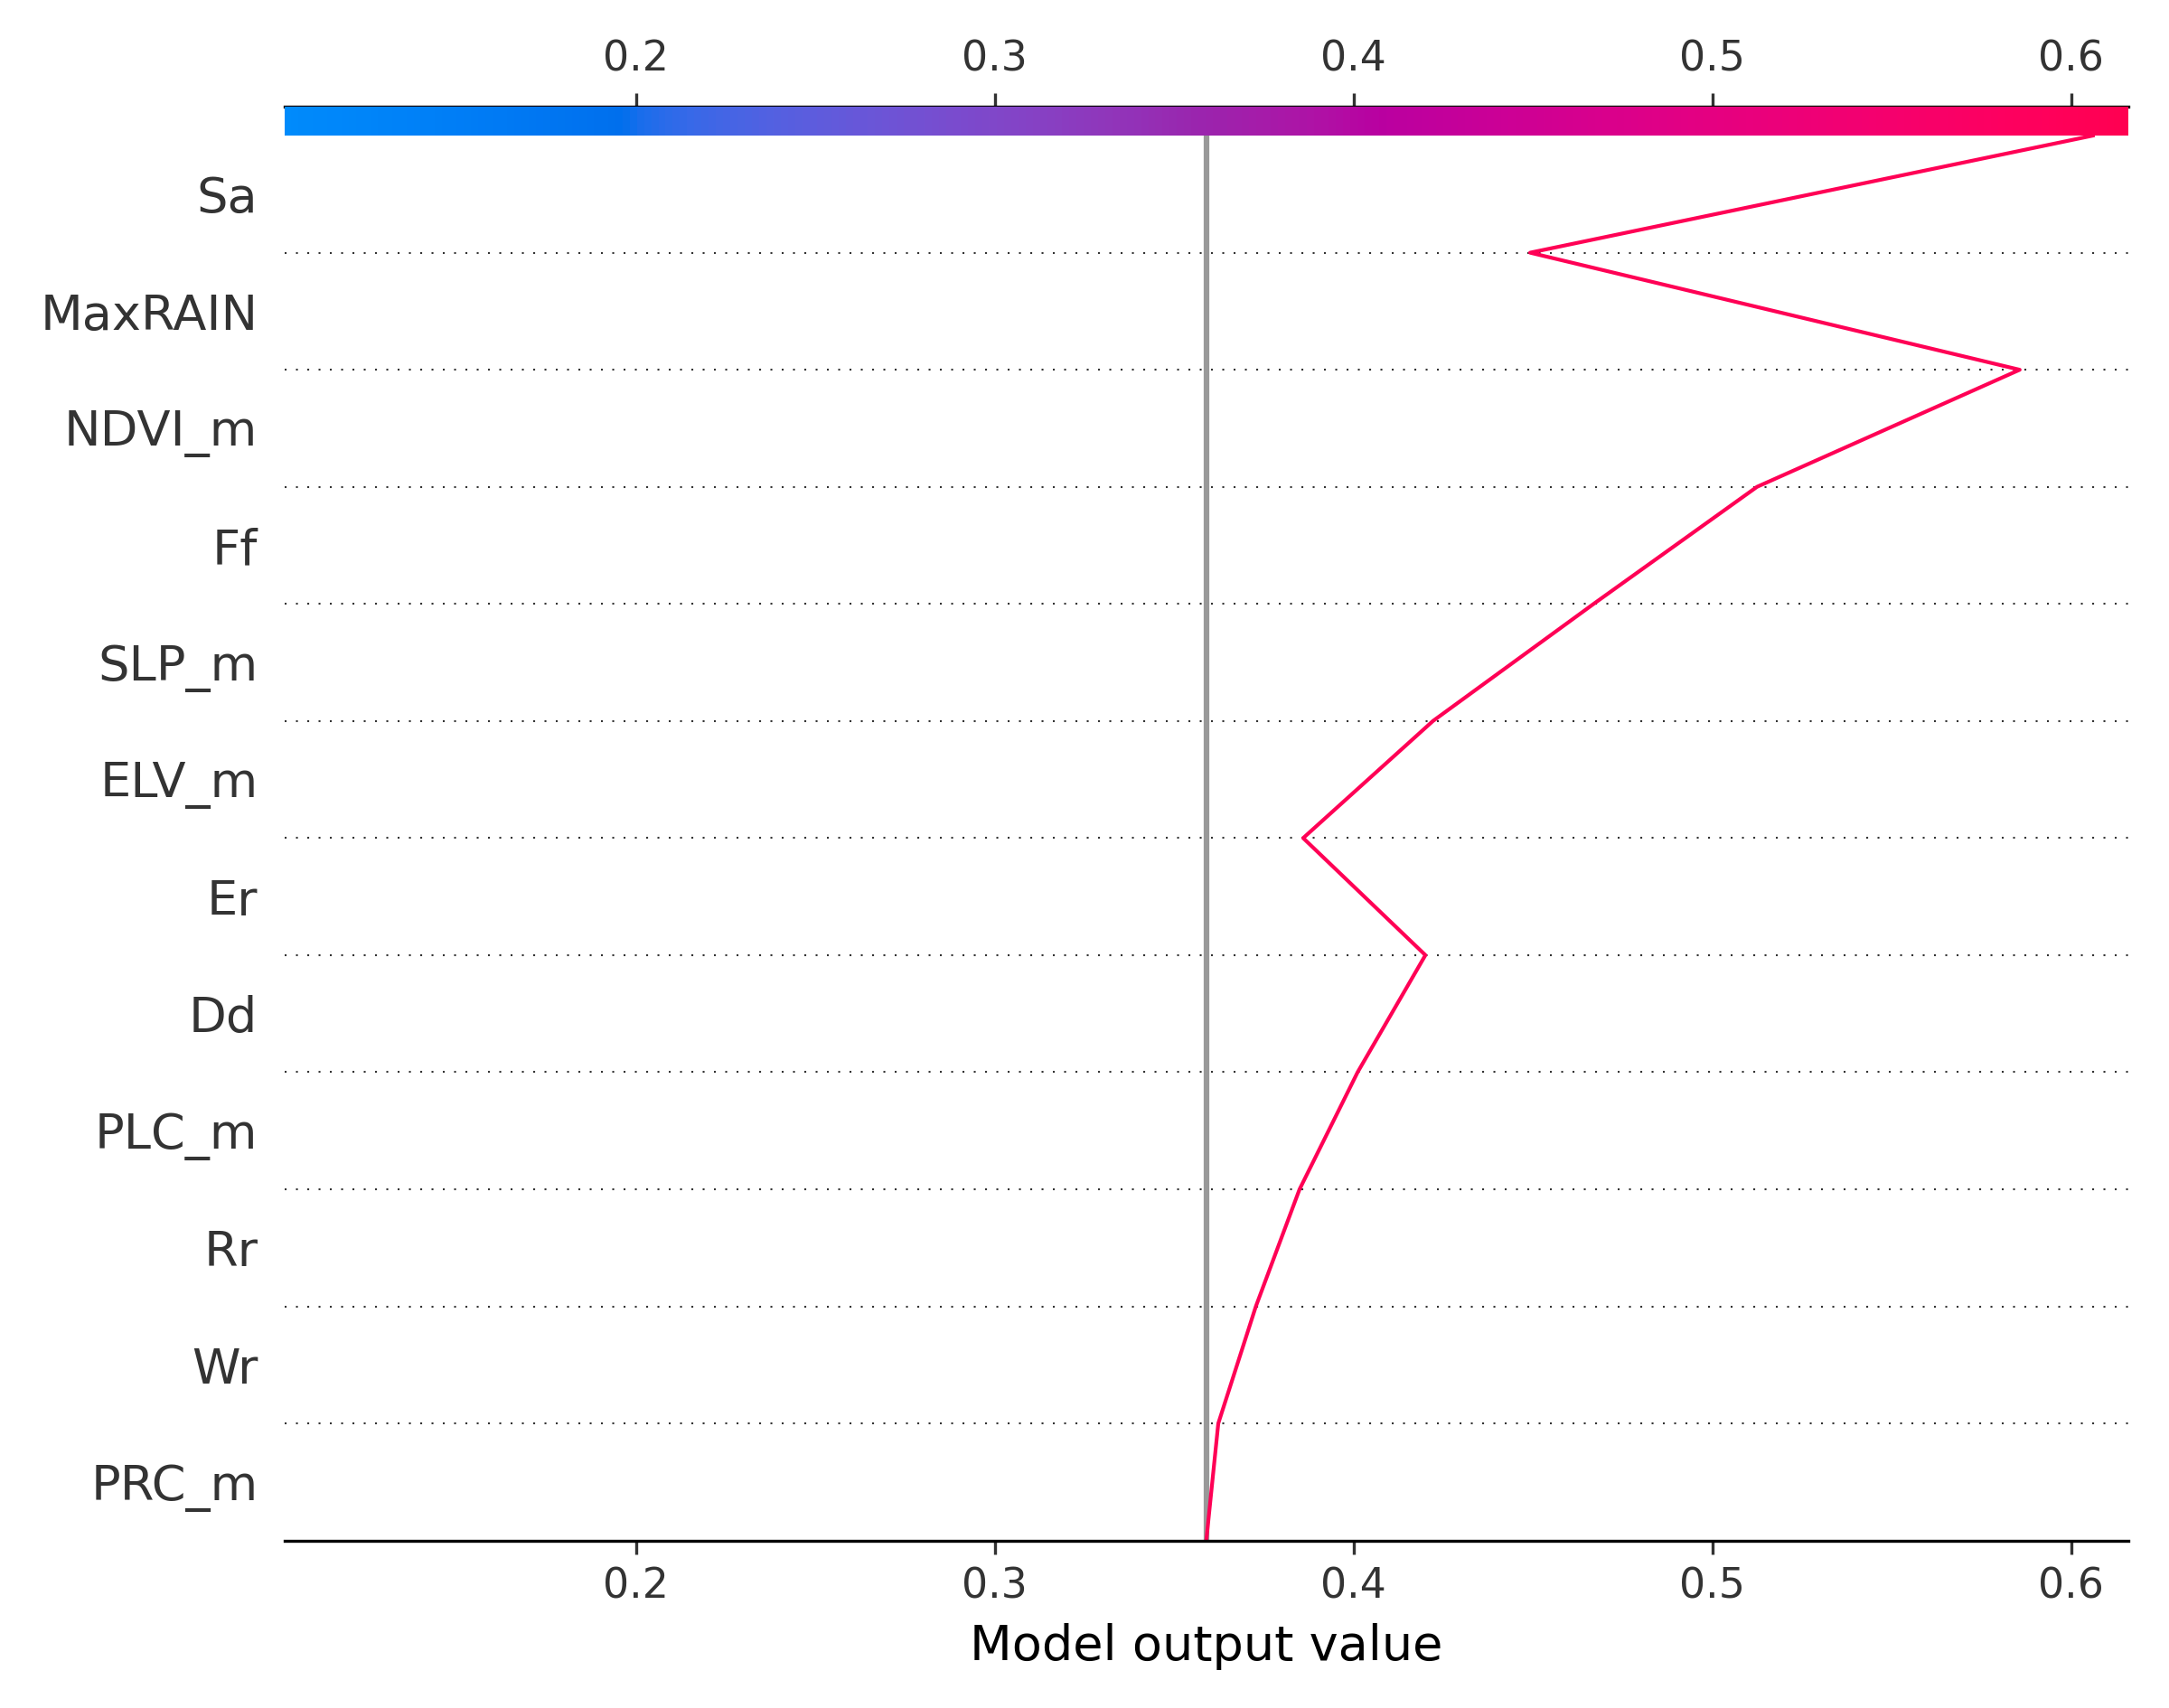 0.2 0.3 0.4 0.5 0.6
Sa
MaxRAIN
NDVI_m
Ff
SLP_m
ELV_m
Er
Dd
PLC_m
Rr
Wr
PRC_m
0.2 0.3 0.4 0.5 0.6
Model output value